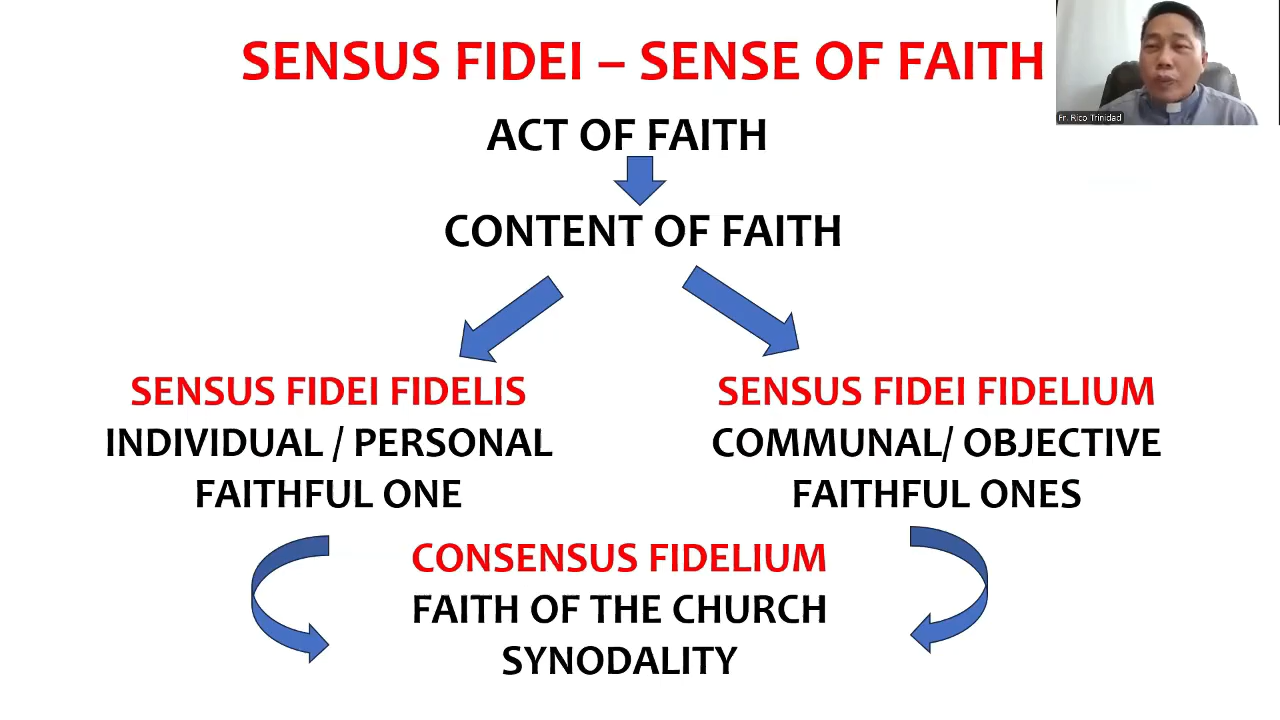 SENSUS FIDEI – SENSE OF FAITH
Fr. Rico Trinidad
ACT OF FAITH
CONTENT OF FAITH
SENSUS FIDEI FIDELIS
INDIVIDUAL / PERSONAL
FAITHFUL ONE
SENSUS FIDEI FIDELIUM
COMMUNAL/ OBJECTIVE
FAITHFUL ONES
CONSENSUS FIDELIUM
FAITH OF THE CHURCH
SYNODALITY